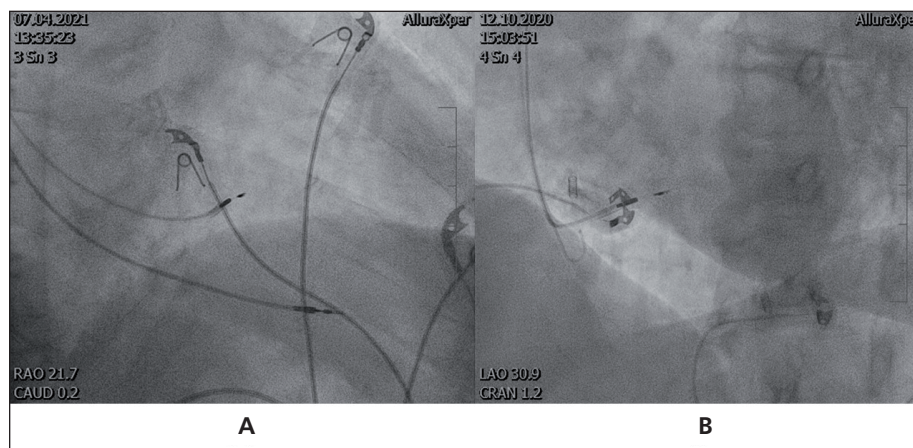 07.04.2021
13:35:23
3 Sn 3
AlluraXper
RAO 21.7
CAUD 0.2
12.10.2020
15:03:51
4 Sn 4
AlluraXpe
LAO 30.9
CRAN 1.2
A
B